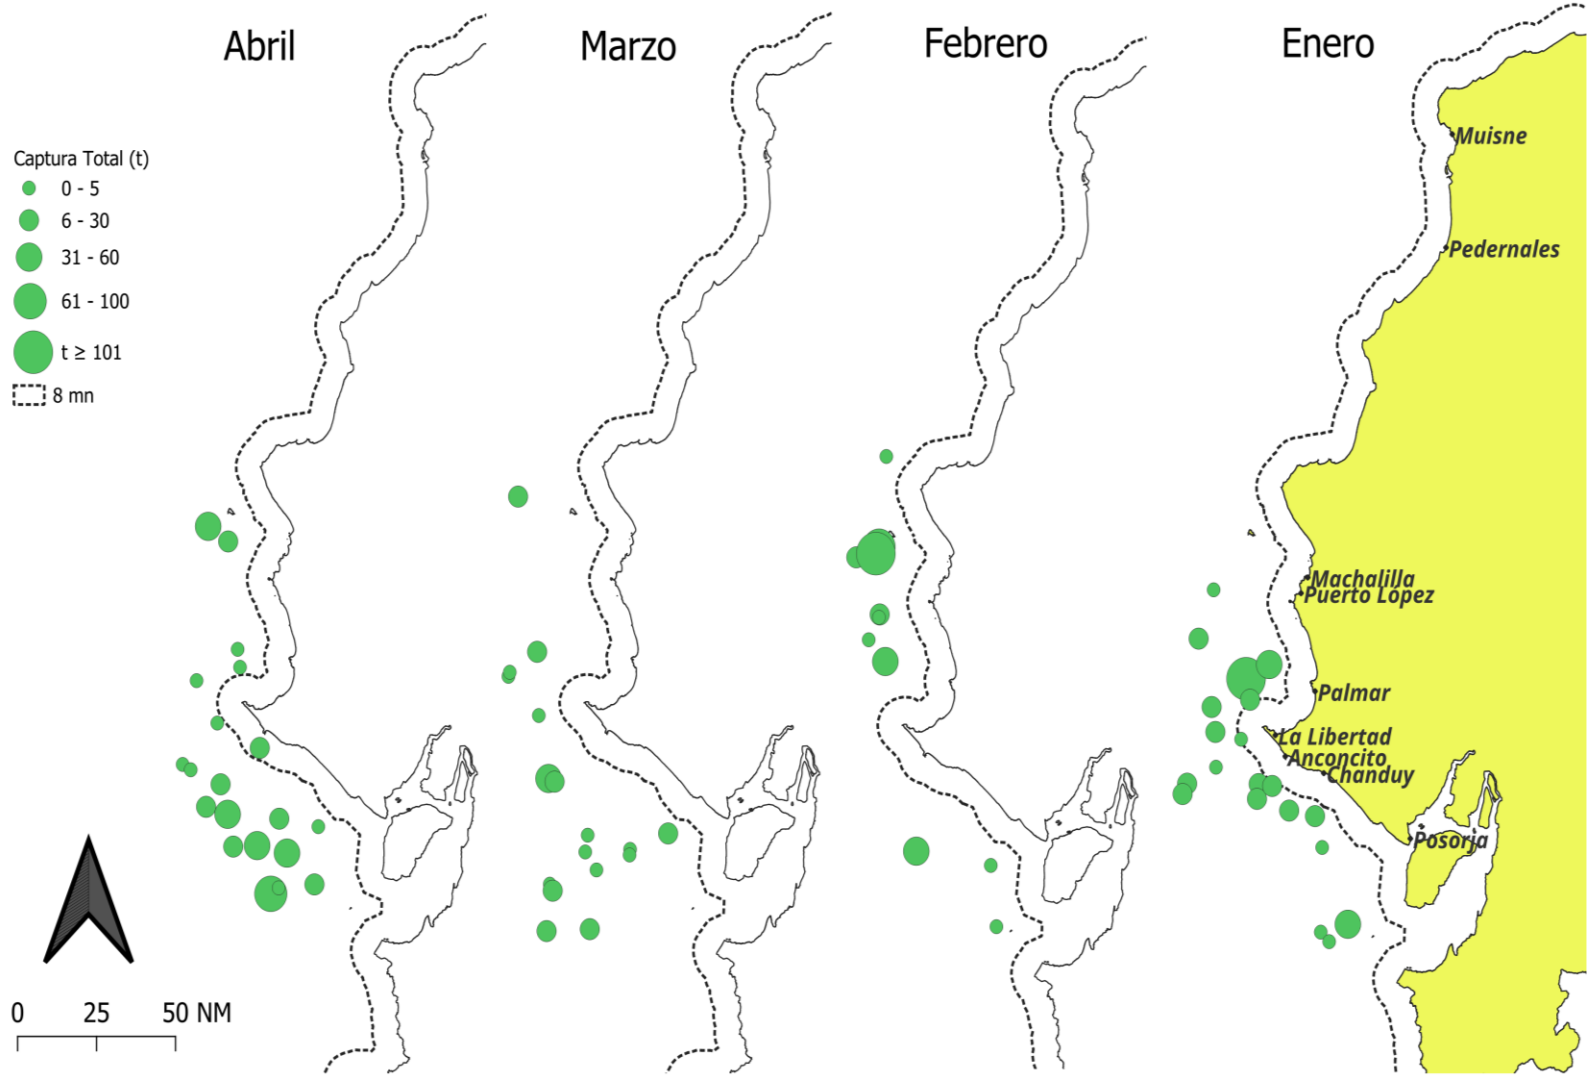 Abril
Marzo
Febrero
Enero
Captura Total (t)
0 - 5
6 - 30
31 - 60
61 - 100
t ≥ 101
8 mn
Muisne
Pedernales
Machalilla
Puerto López
Palmar
La Libertad
Anconcito
Chanduy
Posorja
0 25 50 NM